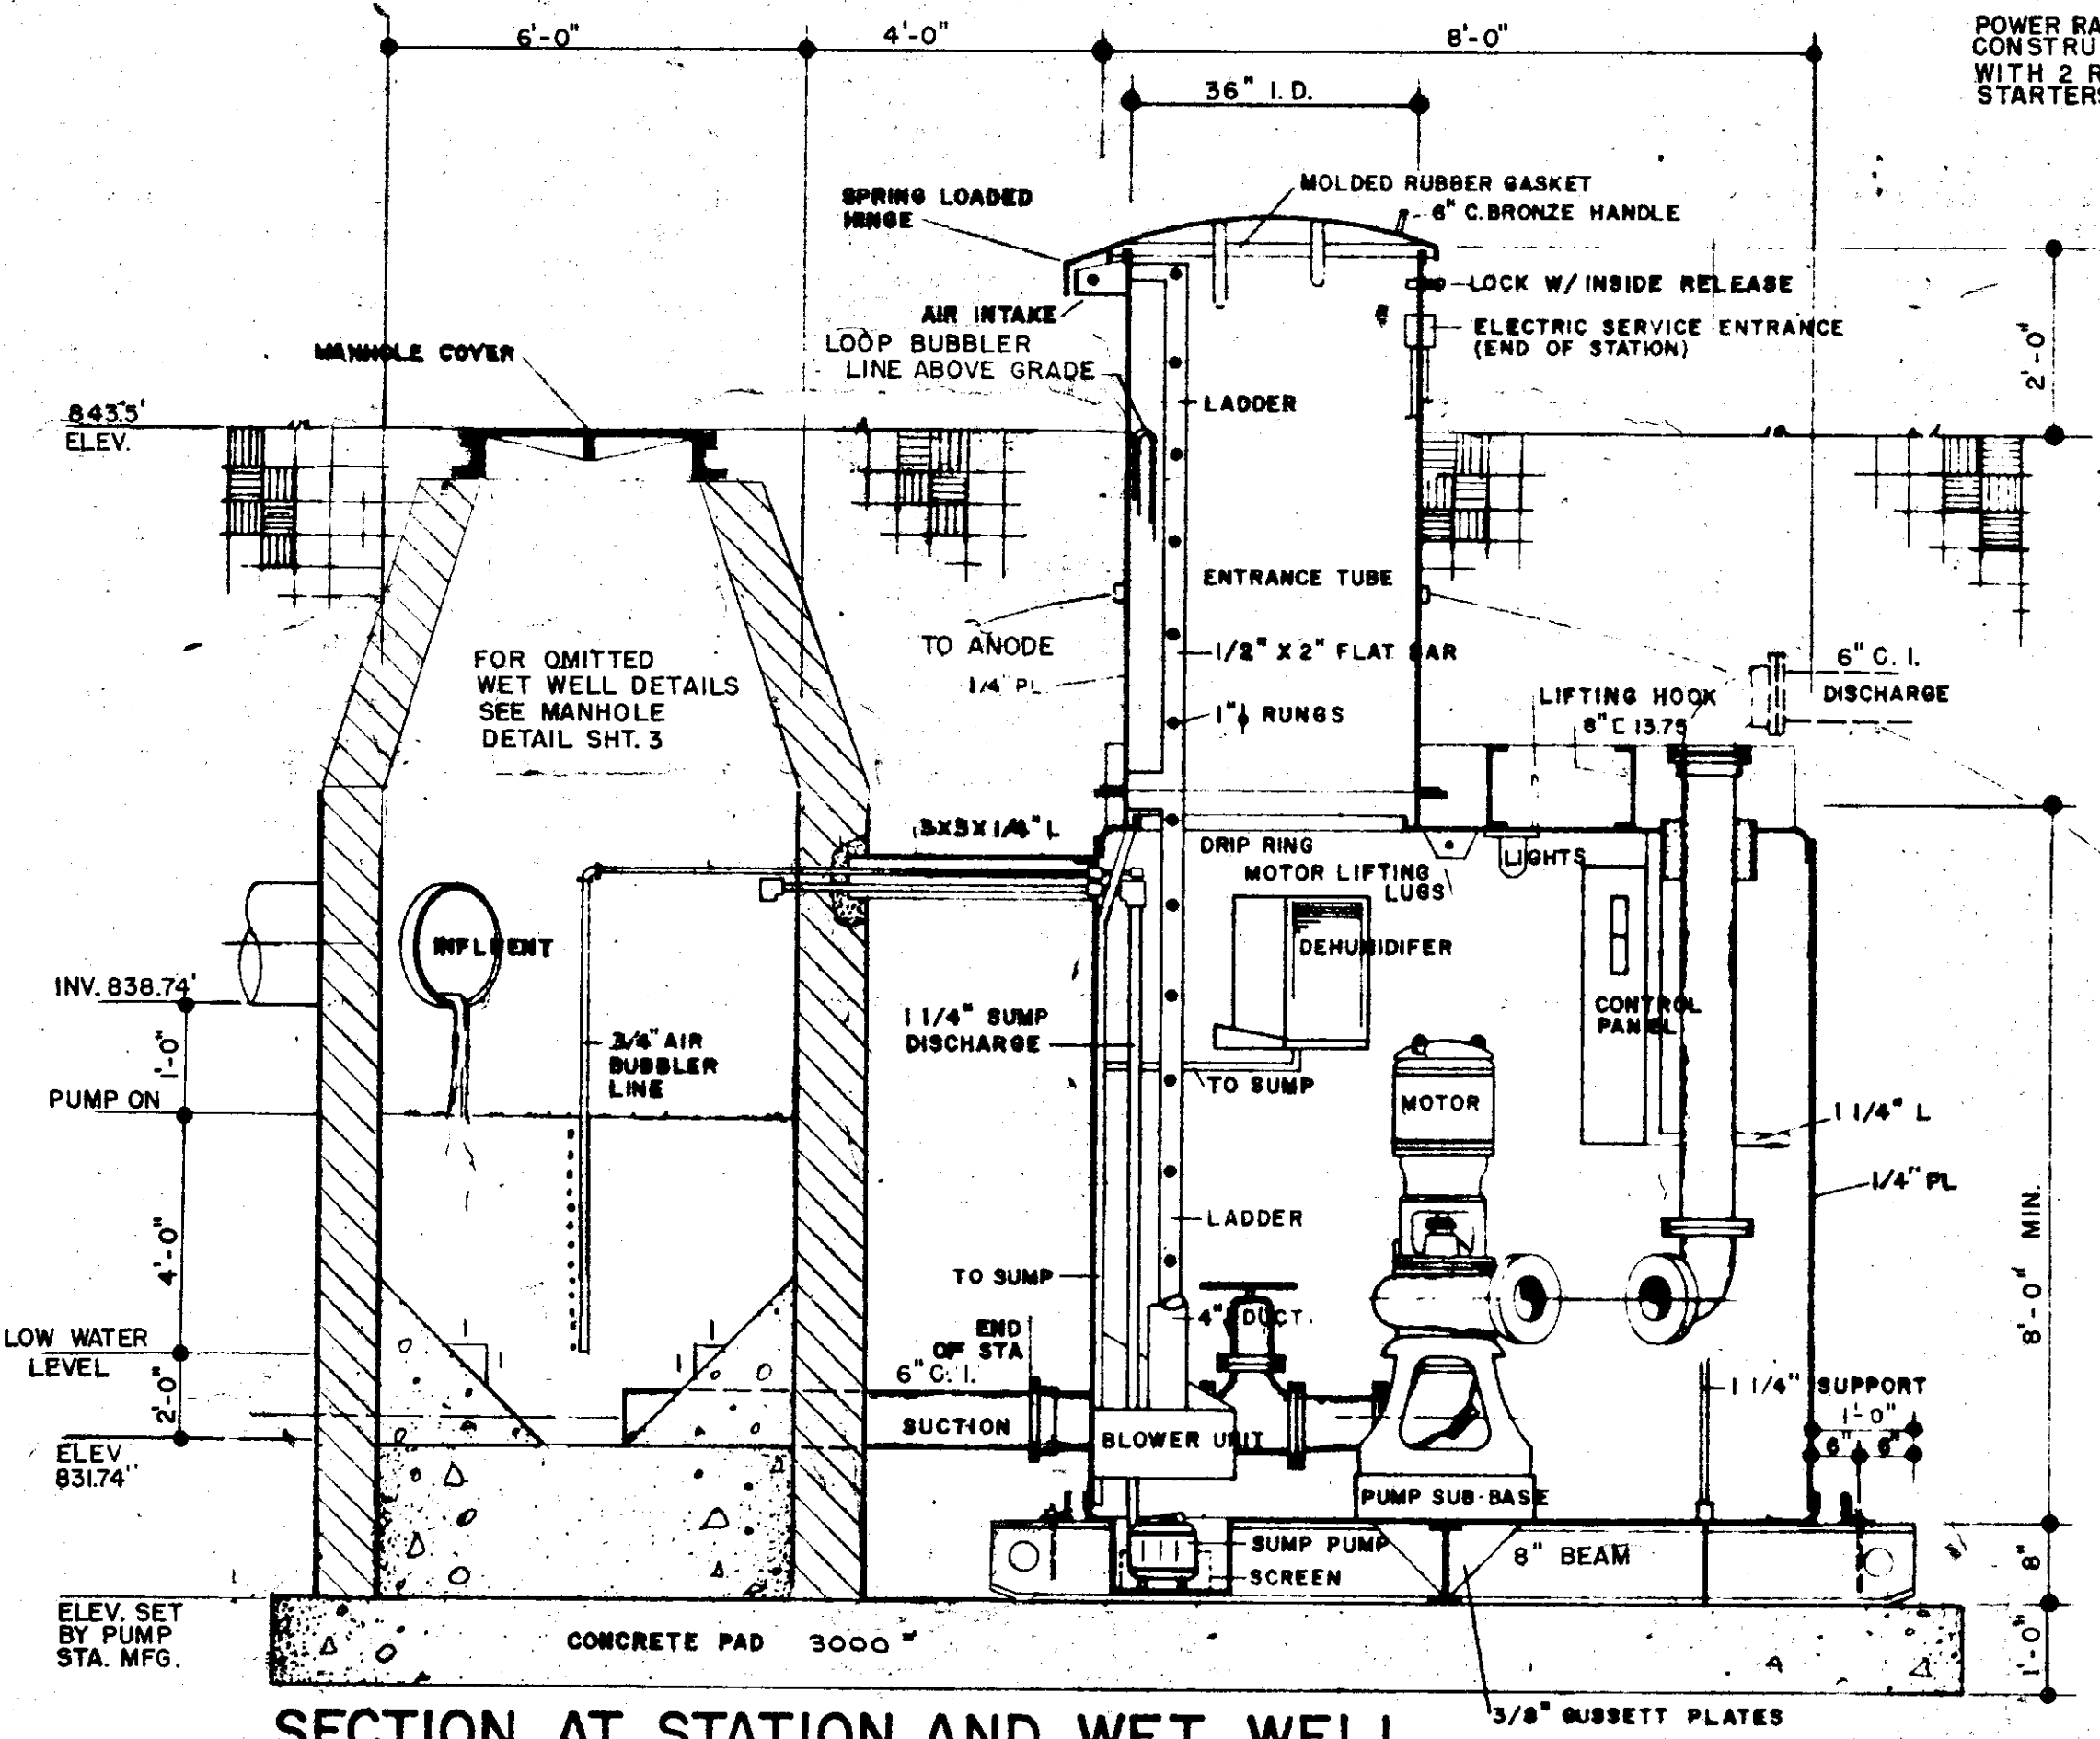 6'-0"
4'-0"
8'-0"
POWER RA
CONSTRU
WITH 2 R
STARTERS
36" I.D.
SPRING LOADED
HINGE
MOLDED RUBBER GASKET
6" C. BRONZE HANDLE
LOCK W/ INSIDE RELEASE
AIR INTAKE
ELECTRIC SERVICE ENTRANCE
(END OF STATION)
LOOP BUBBLER
LINE ABOVE GRADE
MANHOLE COVER
2'-0"
LADDER
843.5'
ELEV.
ENTRANCE TUBE
TO ANODE
1/2" X 2" FLAT BAR
1/4" PL
1"ɸ RUNGS
FOR OMITTED
WET WELL DETAILS
SEE MANHOLE
DETAIL SHT. 3
6" C. I.
DISCHARGE
LIFTING HOOK
8" C 13.75
3X3X1/4" L
DRIP RING
MOTOR LIFTING
LUGS
LIGHTS
INFLUENT
DEHUMIDIFER
INV. 838.74'
1 1/4" SUMP
DISCHARGE
CONTROL
PANEL
1'-0"
3/4" AIR
BUBBLER
LINE
TO SUMP
PUMP ON
MOTOR
1 1/4" L
1/4" PL
4'-0"
LADDER
8'-0" MIN.
TO SUMP
4" DUCT
END
OF STA
LOW WATER
LEVEL
1
1
1
1
6" C. I.
1 1/4" SUPPORT
2'-0"
SUCTION
BLOWER UNIT
1'-0"
6"
6"
ELEV
831.74"
PUMP SUB-BASE
SUMP PUMP
SCREEN
8" BEAM
8"
ELEV. SET
BY PUMP
STA. MFG.
CONCRETE PAD 3000 #
1'-0"
3/8" GUSSETT PLATES
SECTION AT STATION AND WET WELL